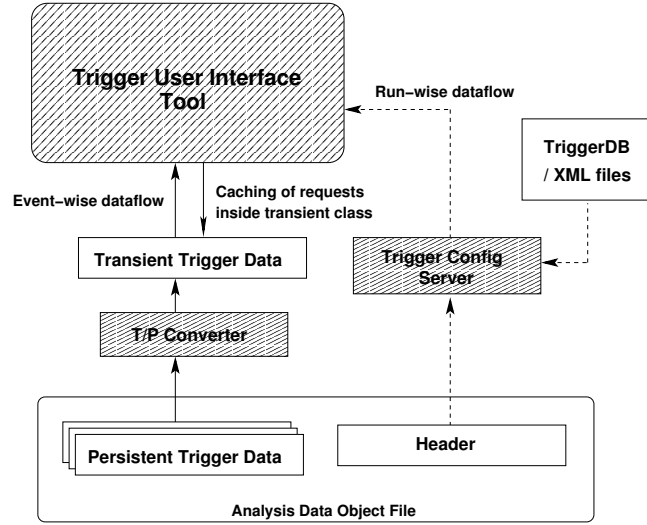 Trigger User Interface
Tool
Run−wise dataflow
TriggerDB
/ XML files
Event−wise dataflow
Caching of requests
inside transient class
Transient Trigger Data
Trigger Config
Server
T/P Converter
Persistent Trigger Data
Header
Analysis Data Object File